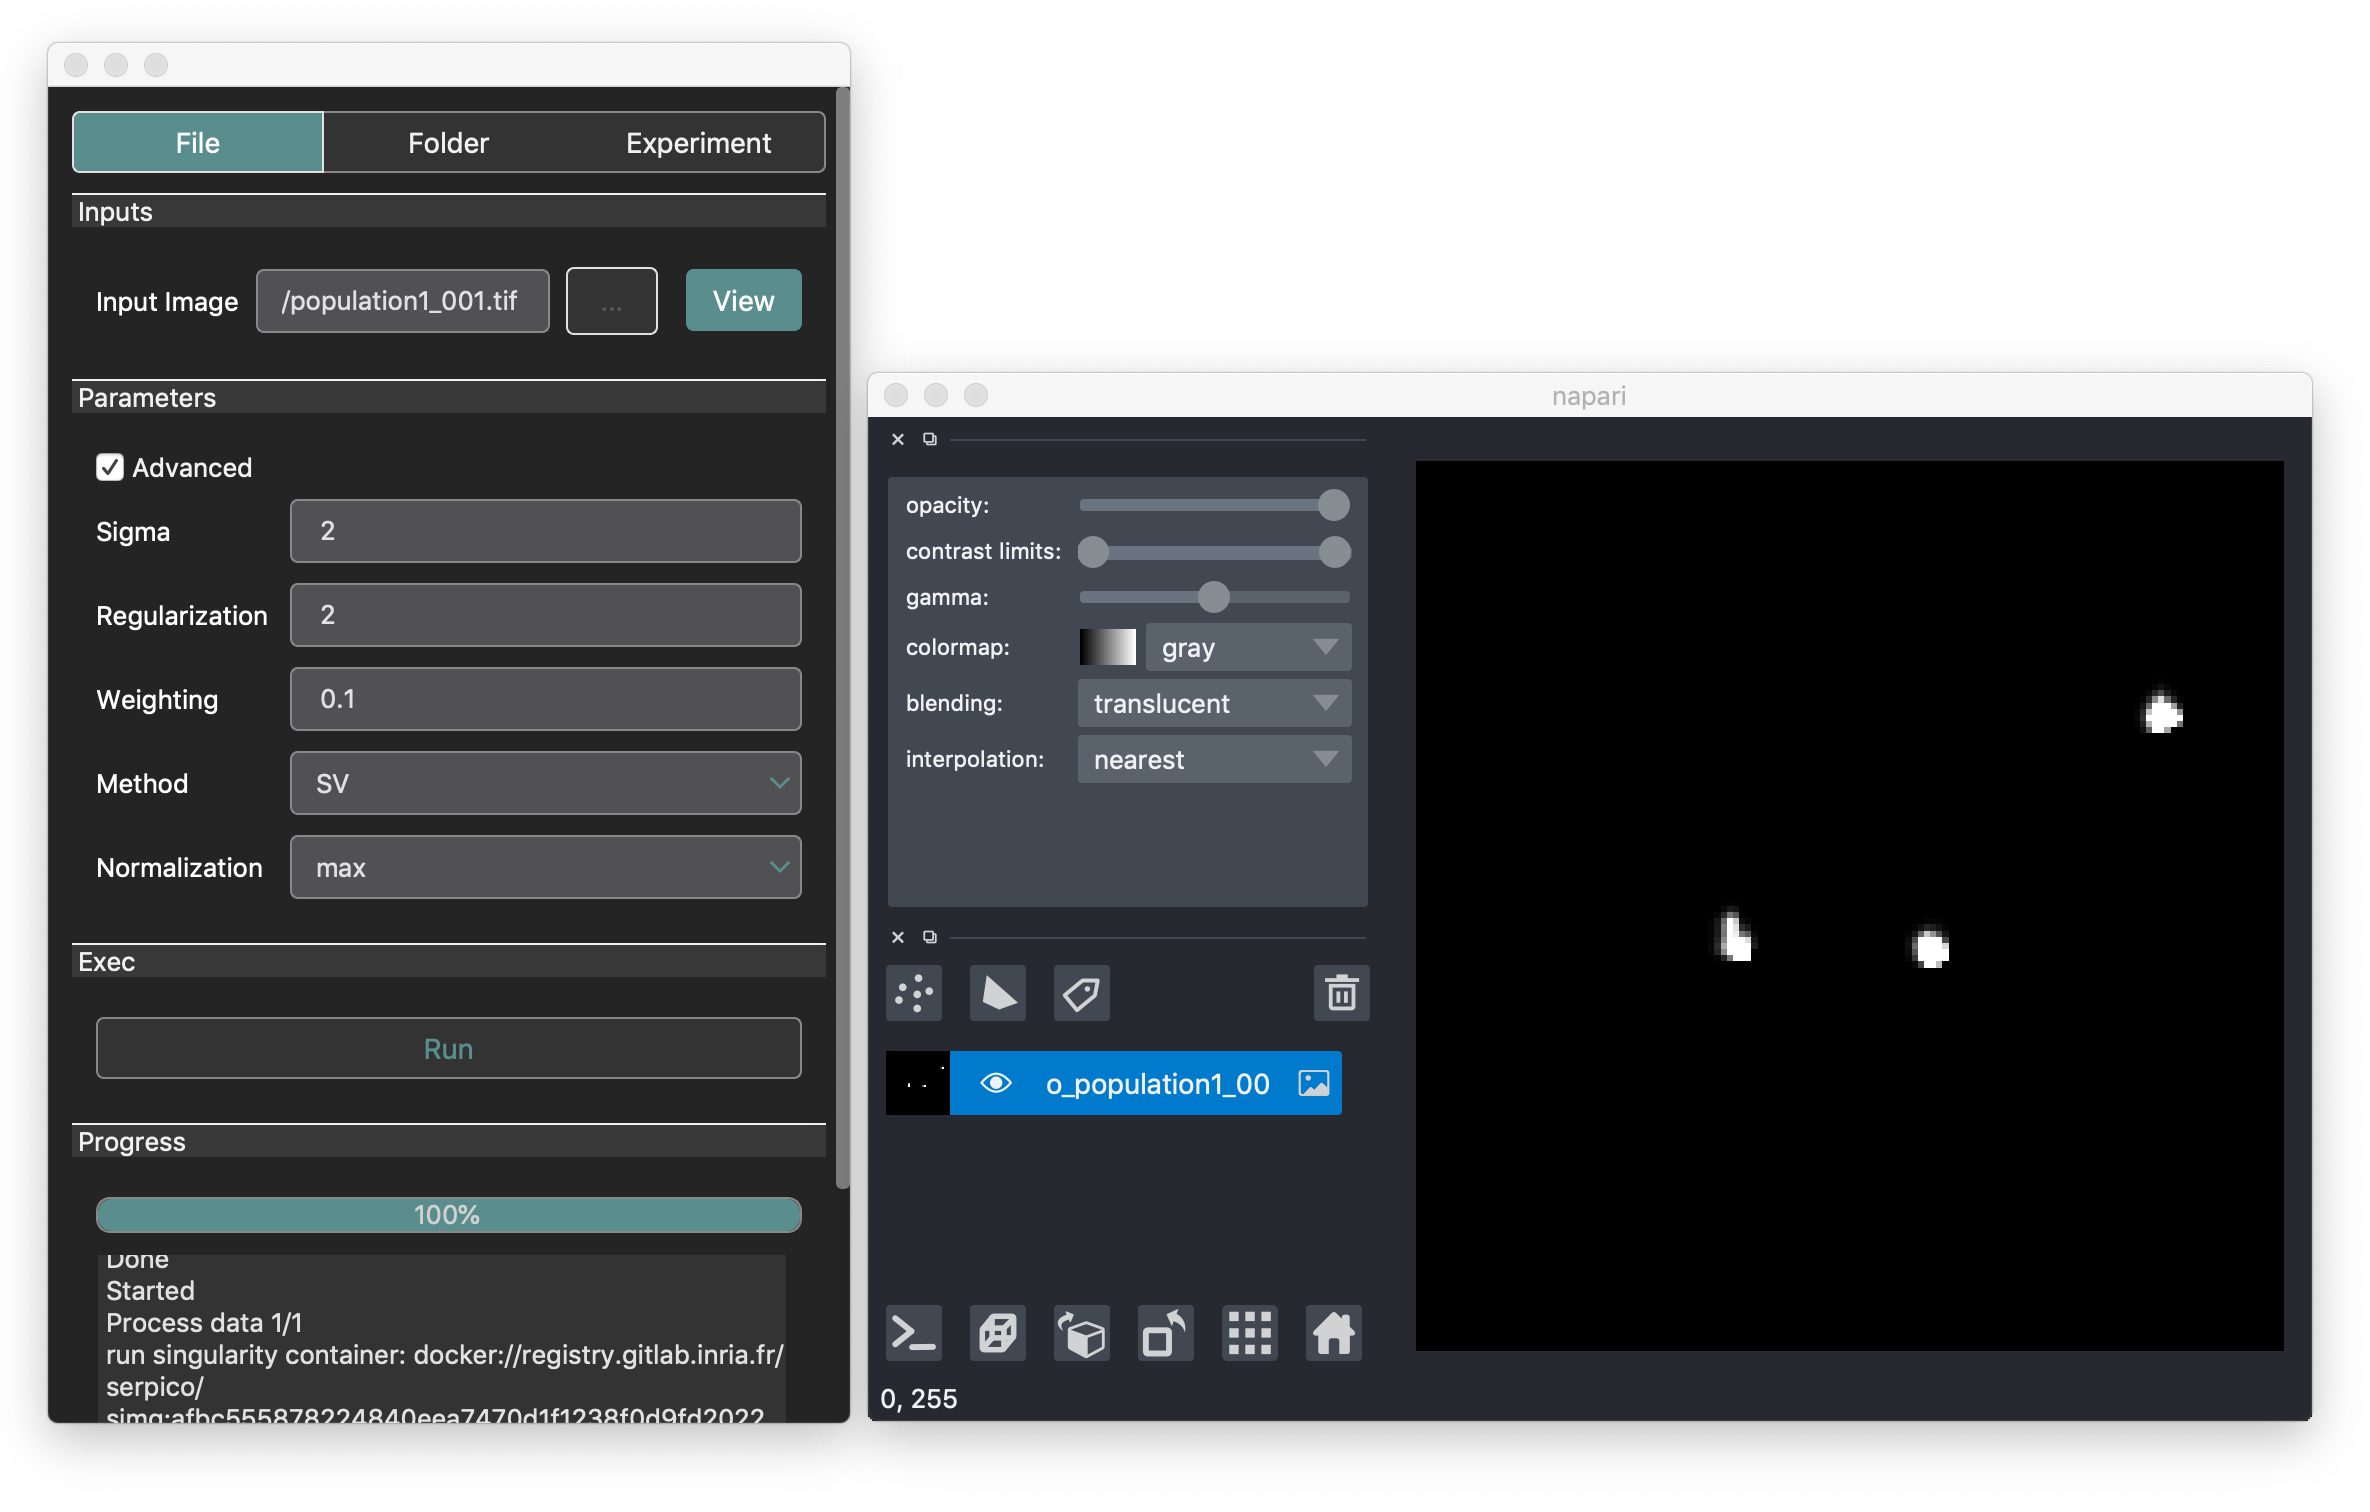 File Folder Experiment
Inputs
Input Image /population1_001.tif ... View
Parameters
Advanced
Sigma 2
Regularization 2
Weighting 0.1
Method SV
Normalization max
Exec
Run
Progress
100%
Done
Started
Process data 1/1
run singularity container: docker://registry.gitlab.inria.fr/
serpico/
simg:afbc555878224840eea7470d1f1238f0d9fd2022
napari
opacity:
contrast limits:
gamma:
colormap: gray
blending: translucent
interpolation: nearest
o_population1_00
0, 255